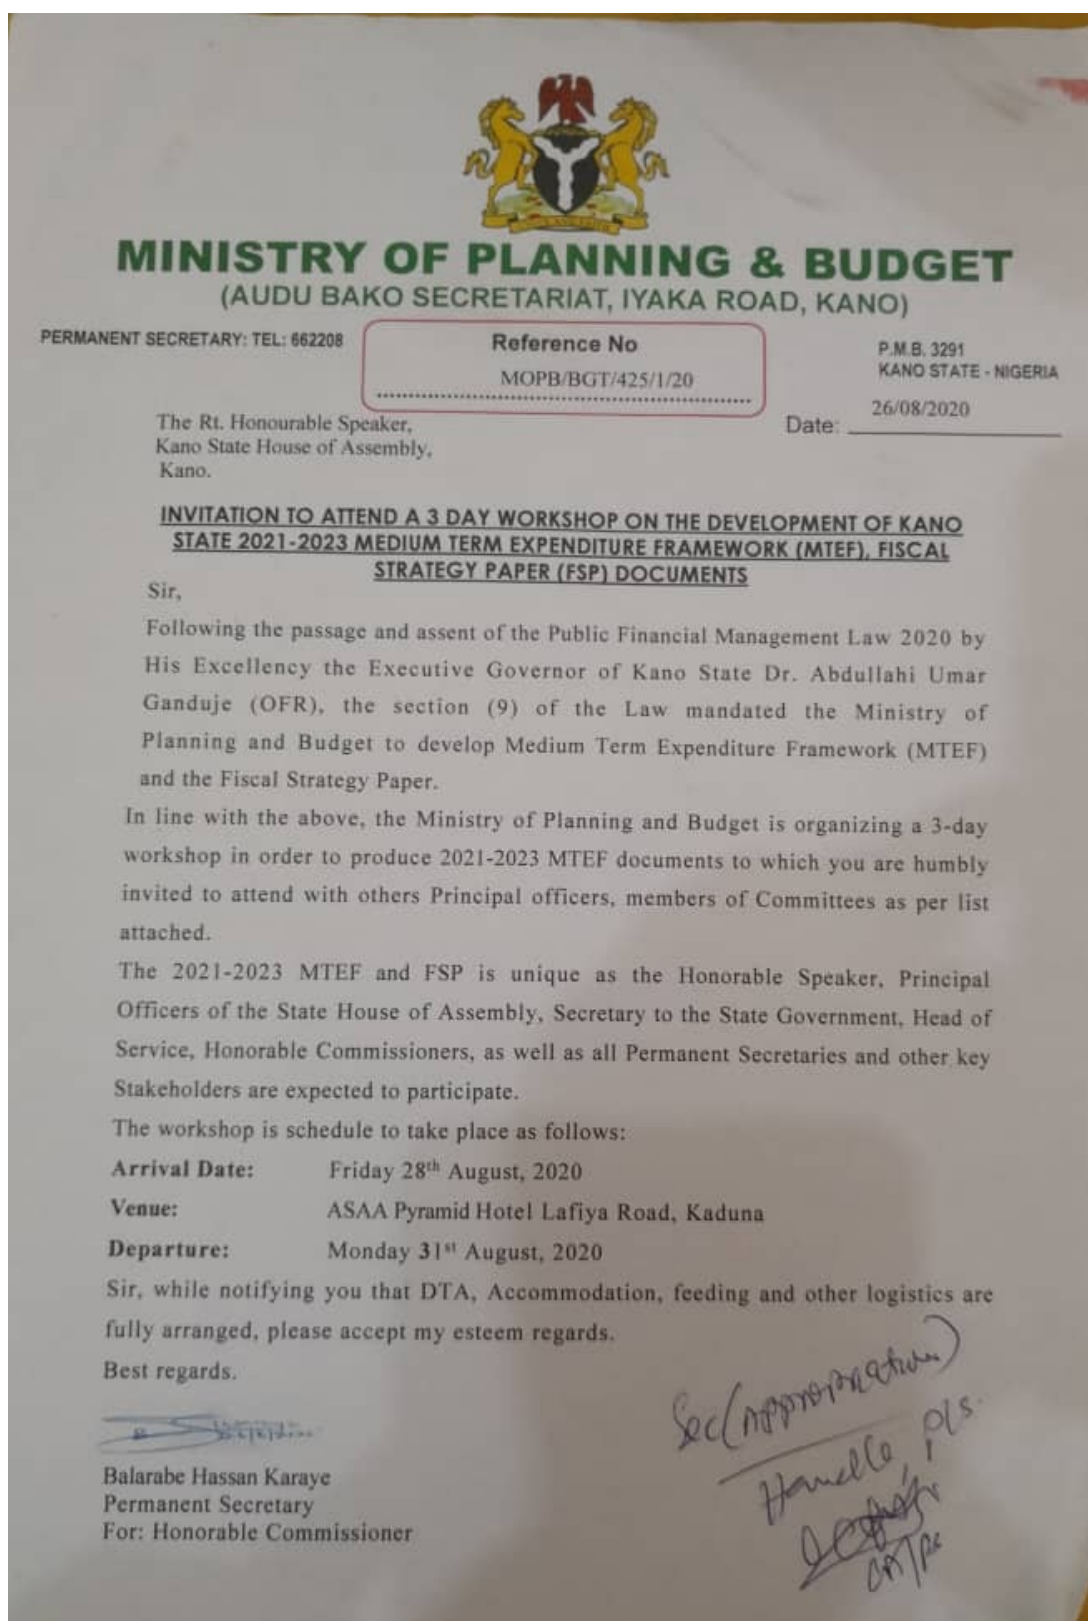 MINISTRY OF PLANNING & BUDGET
(AUDU BAKO SECRETARIAT, IYAKA ROAD, KANO)
PERMANENT SECRETARY: TEL: 662208
Reference No
MOPB/BGT/425/1/20
P.M.B. 3291
KANO STATE - NIGERIA
Date: 26/08/2020
The Rt. Honourable Speaker,
Kano State House of Assembly,
Kano.
INVITATION TO ATTEND A 3 DAY WORKSHOP ON THE DEVELOPMENT OF KANO
STATE 2021-2023 MEDIUM TERM EXPENDITURE FRAMEWORK (MTEF), FISCAL
STRATEGY PAPER (FSP) DOCUMENTS
Sir,
Following the passage and assent of the Public Financial Management Law 2020 by
His Excellency the Executive Governor of Kano State Dr. Abdullahi Umar
Ganduje (OFR), the section (9) of the Law mandated the Ministry of
Planning and Budget to develop Medium Term Expenditure Framework (MTEF)
and the Fiscal Strategy Paper.
In line with the above, the Ministry of Planning and Budget is organizing a 3-day
workshop in order to produce 2021-2023 MTEF documents to which you are humbly
invited to attend with others Principal officers, members of Committees as per list
attached.
The 2021-2023 MTEF and FSP is unique as the Honorable Speaker, Principal
Officers of the State House of Assembly, Secretary to the State Government, Head of
Service, Honorable Commissioners, as well as all Permanent Secretaries and other key
Stakeholders are expected to participate.
The workshop is schedule to take place as follows:
Arrival Date: Friday 28th August, 2020
Venue: ASAA Pyramid Hotel Lafiya Road, Kaduna
Departure: Monday 31st August, 2020
Sir, while notifying you that DTA, Accommodation, feeding and other logistics are
fully arranged, please accept my esteem regards.
Best regards.
Balarabe Hassan Karaye
Permanent Secretary
For: Honorable Commissioner
Sec (Appropriation)
Handle, pls.